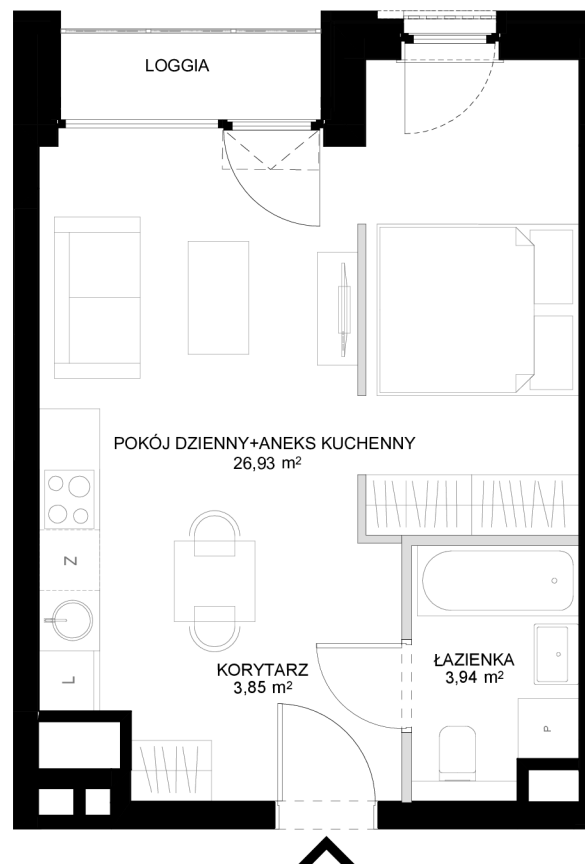 LOGGIA
POKÓJ DZIENNY+ANEKS KUCHENNY
26,93 m²
Z
L
KORYTARZ
3,85 m²
ŁAZIENKA
3,94 m²
P